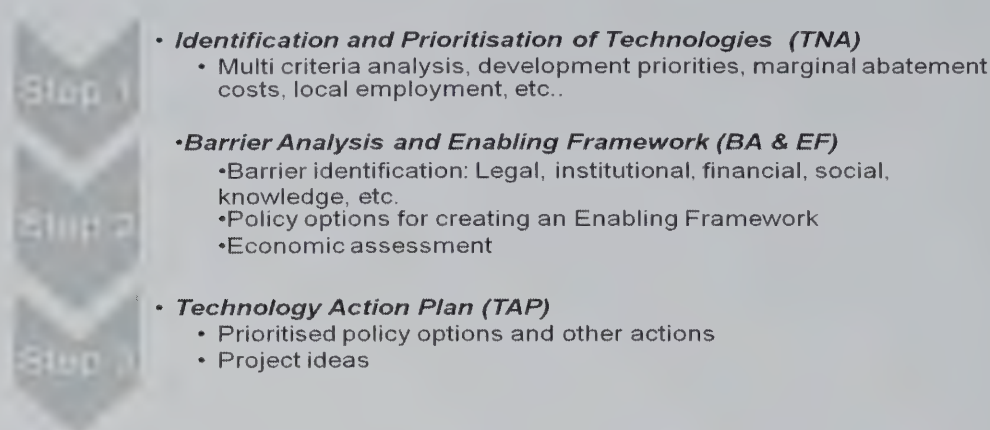 Step 1
• Identification and Prioritisation of Technologies (TNA)
• Multi criteria analysis, development priorities, marginal abatement
costs, local employment, etc..
Step 2
•Barrier Analysis and Enabling Framework (BA & EF)
•Barrier identification: Legal, institutional, financial, social,
knowledge, etc.
•Policy options for creating an Enabling Framework
•Economic assessment
Step 3
• Technology Action Plan (TAP)
• Prioritised policy options and other actions
• Project ideas